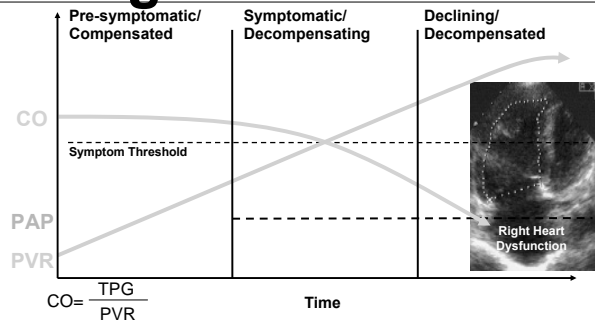 Pre-symptomatic/
Compensated
Symptomatic/
Decompensating
Declining/
Decompensated
CO
Symptom Threshold
PAP
PVR
Right Heart
Dysfunction
CO= TPG
PVR
Time